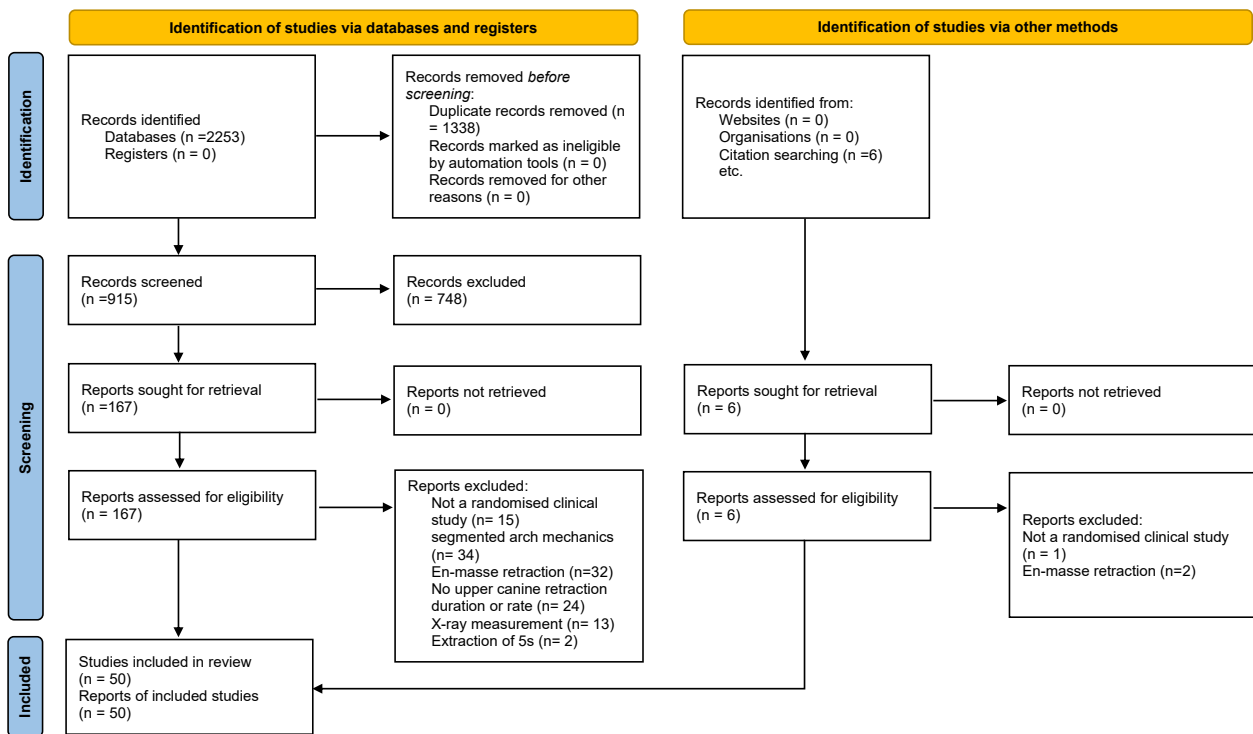 Identification of studies via databases and registers
Identification of studies via other methods
Identification
Records identified
Databases (n =2253)
Registers (n = 0)
Records removed before
screening:
Duplicate records removed (n
= 1338)
Records marked as ineligible
by automation tools (n = 0)
Records removed for other
reasons (n = 0)
Records identified from:
Websites (n = 0)
Organisations (n = 0)
Citation searching (n =6)
etc.
Screening
Records screened
(n =915)
Records excluded
(n = 748)
Reports sought for retrieval
(n =167)
Reports not retrieved
(n = 0)
Reports sought for retrieval
(n = 6)
Reports not retrieved
(n = 0)
Reports assessed for eligibility
(n = 167)
Reports excluded:
Not a randomised clinical
study (n= 15)
segmented arch mechanics
(n= 34)
En-masse retraction (n=32)
No upper canine retraction
duration or rate (n= 24)
X-ray measurement (n= 13)
Extraction of 5s (n= 2)
Reports assessed for eligibility
(n = 6)
Reports excluded:
Not a randomised clinical study
(n = 1)
En-masse retraction (n=2)
Included
Studies included in review
(n = 50)
Reports of included studies
(n = 50)